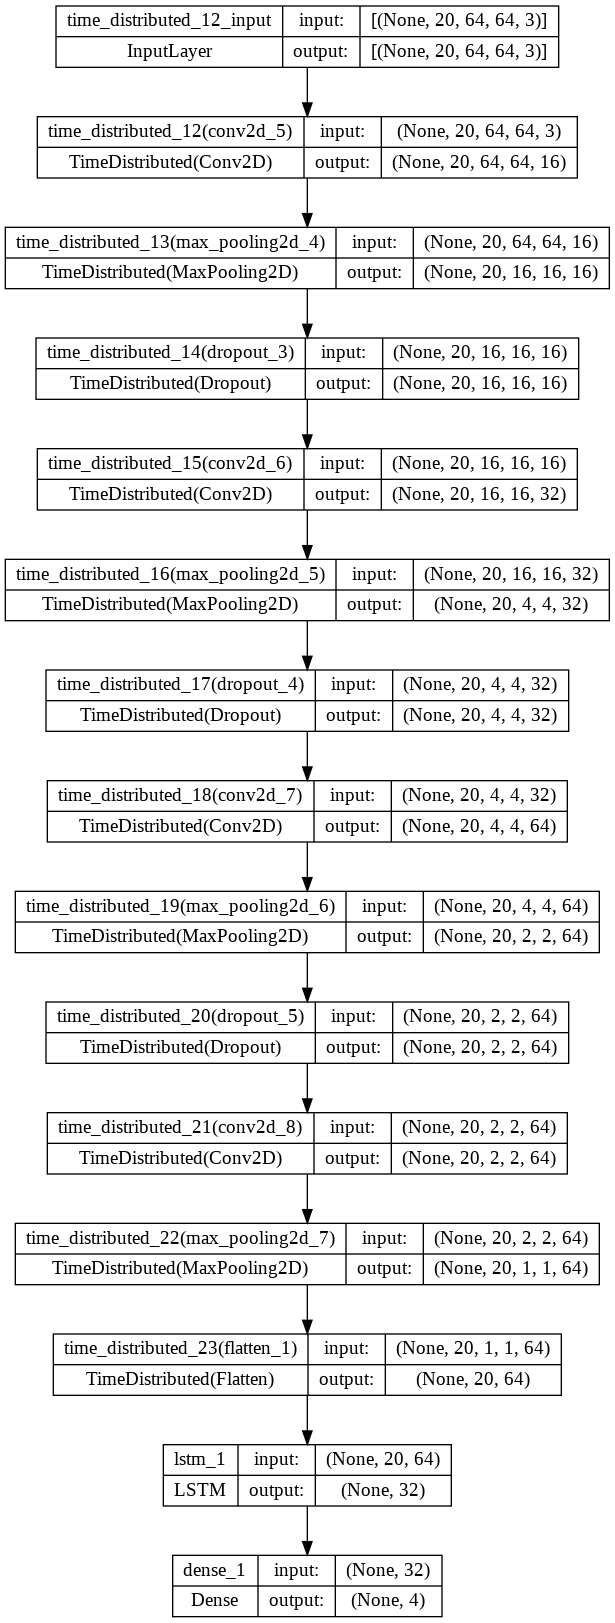 time_distributed_12_input input: [(None, 20, 64, 64, 3)]
InputLayer output: [(None, 20, 64, 64, 3)]
time_distributed_12(conv2d_5) input: (None, 20, 64, 64, 3)
TimeDistributed(Conv2D) output: (None, 20, 64, 64, 16)
time_distributed_13(max_pooling2d_4) input: (None, 20, 64, 64, 16)
TimeDistributed(MaxPooling2D) output: (None, 20, 16, 16, 16)
time_distributed_14(dropout_3) input: (None, 20, 16, 16, 16)
TimeDistributed(Dropout) output: (None, 20, 16, 16, 16)
time_distributed_15(conv2d_6) input: (None, 20, 16, 16, 16)
TimeDistributed(Conv2D) output: (None, 20, 16, 16, 32)
time_distributed_16(max_pooling2d_5) input: (None, 20, 16, 16, 32)
TimeDistributed(MaxPooling2D) output: (None, 20, 4, 4, 32)
time_distributed_17(dropout_4) input: (None, 20, 4, 4, 32)
TimeDistributed(Dropout) output: (None, 20, 4, 4, 32)
time_distributed_18(conv2d_7) input: (None, 20, 4, 4, 32)
TimeDistributed(Conv2D) output: (None, 20, 4, 4, 64)
time_distributed_19(max_pooling2d_6) input: (None, 20, 4, 4, 64)
TimeDistributed(MaxPooling2D) output: (None, 20, 2, 2, 64)
time_distributed_20(dropout_5) input: (None, 20, 2, 2, 64)
TimeDistributed(Dropout) output: (None, 20, 2, 2, 64)
time_distributed_21(conv2d_8) input: (None, 20, 2, 2, 64)
TimeDistributed(Conv2D) output: (None, 20, 2, 2, 64)
time_distributed_22(max_pooling2d_7) input: (None, 20, 2, 2, 64)
TimeDistributed(MaxPooling2D) output: (None, 20, 1, 1, 64)
time_distributed_23(flatten_1) input: (None, 20, 1, 1, 64)
TimeDistributed(Flatten) output: (None, 20, 64)
lstm_1 input: (None, 20, 64)
LSTM output: (None, 32)
dense_1 input: (None, 32)
Dense output: (None, 4)